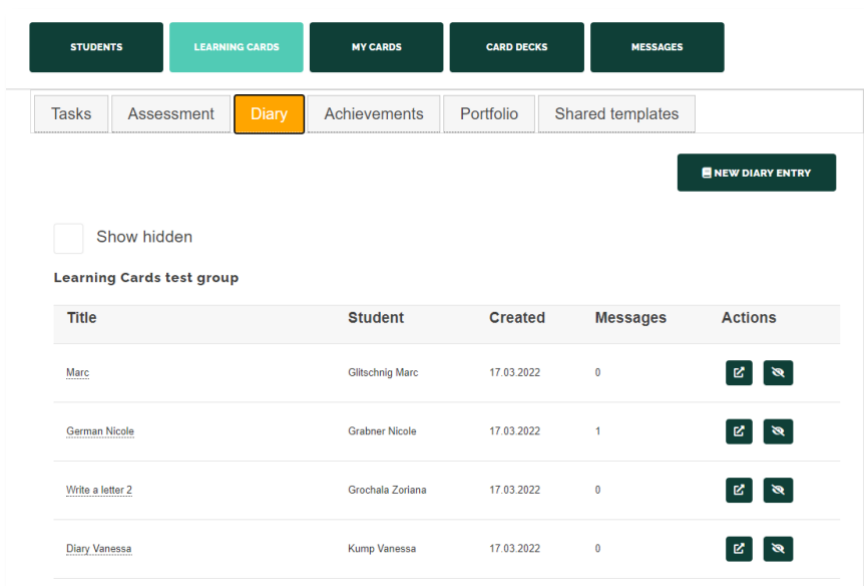 STUDENTS LEARNING CARDS MY CARDS CARD DECKS MESSAGES
Tasks Assessment Diary Achievements Portfolio Shared templates
NEW DIARY ENTRY
Show hidden
Learning Cards test group
Title Student Created Messages Actions
Marc Glitschnig Marc 17.03.2022 0
German Nicole Grabner Nicole 17.03.2022 1
Write a letter 2 Grochala Zoriana 17.03.2022 0
Diary Vanessa Kump Vanessa 17.03.2022 0